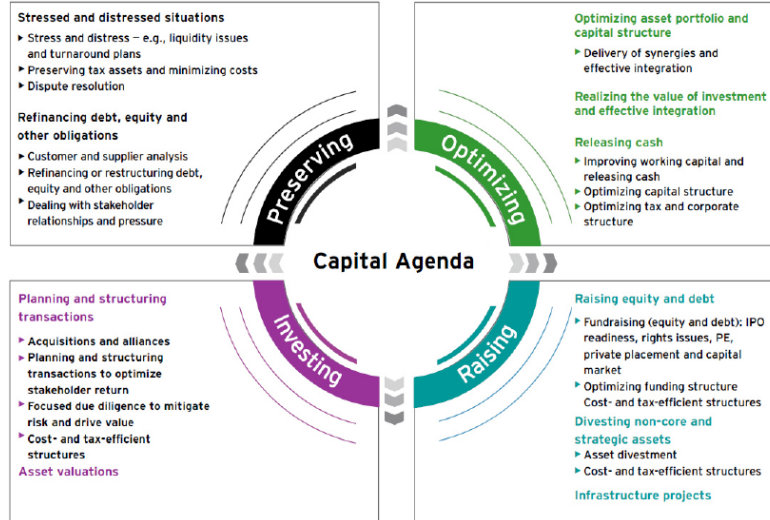 Stressed and distressed situations
▸ Stress and distress – e.g., liquidity issues
and turnaround plans
▸ Preserving tax assets and minimizing costs
▸ Dispute resolution
Refinancing debt, equity and
other obligations
▸ Customer and supplier analysis
▸ Refinancing or restructuring debt,
equity and other obligations
▸ Dealing with stakeholder
relationships and pressure
Preserving
Optimizing asset portfolio and
capital structure
▸ Delivery of synergies and
effective integration
Realizing the value of investment
and effective integration
Releasing cash
▸ Improving working capital and
releasing cash
▸ Optimizing capital structure
▸ Optimizing tax and corporate
structure
Optimizing
Capital Agenda
Planning and structuring
transactions
▸ Acquisitions and alliances
▸ Planning and structuring
transactions to optimize
stakeholder return
▸ Focused due diligence to mitigate
risk and drive value
▸ Cost- and tax-efficient
structures
Asset valuations
Investing
Raising equity and debt
▸ Fundraising (equity and debt): IPO
readiness, rights issues, PE,
private placement and capital
market
▸ Optimizing funding structure
Cost- and tax-efficient structures
Divesting non-core and
strategic assets
▸ Asset divestment
▸ Cost- and tax-efficient structures
Infrastructure projects
Raising